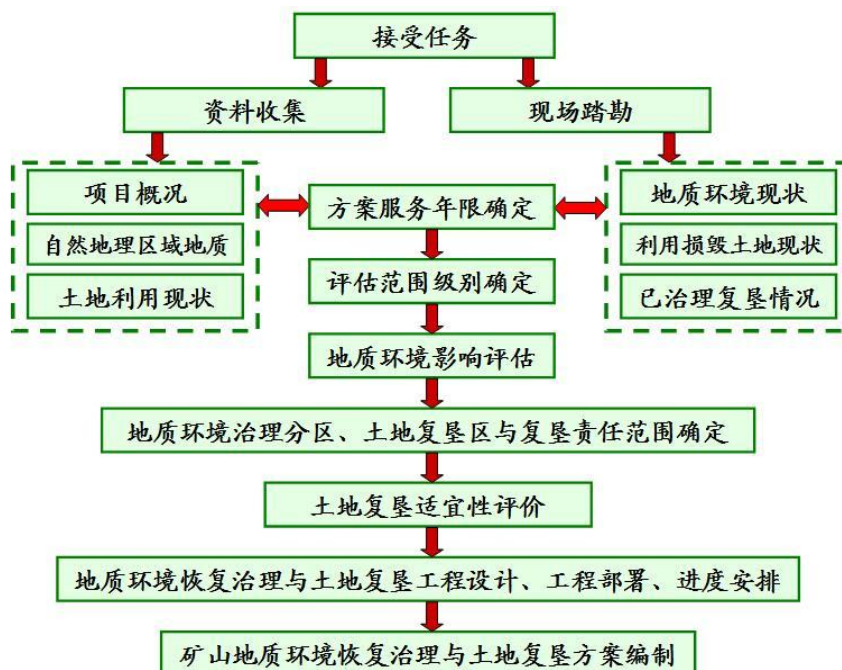 接受任务
资料收集
现场踏勘
项目概况
自然地理区域地质
土地利用现状
方案服务年限确定
地质环境现状
利用损毁土地现状
已治理复垦情况
评估范围级别确定
地质环境影响评估
地质环境治理分区、土地复垦区与复垦责任范围确定
土地复垦适宜性评价
地质环境恢复治理与土地复垦工程设计、工程部署、进度安排
矿山地质环境恢复治理与土地复垦方案编制